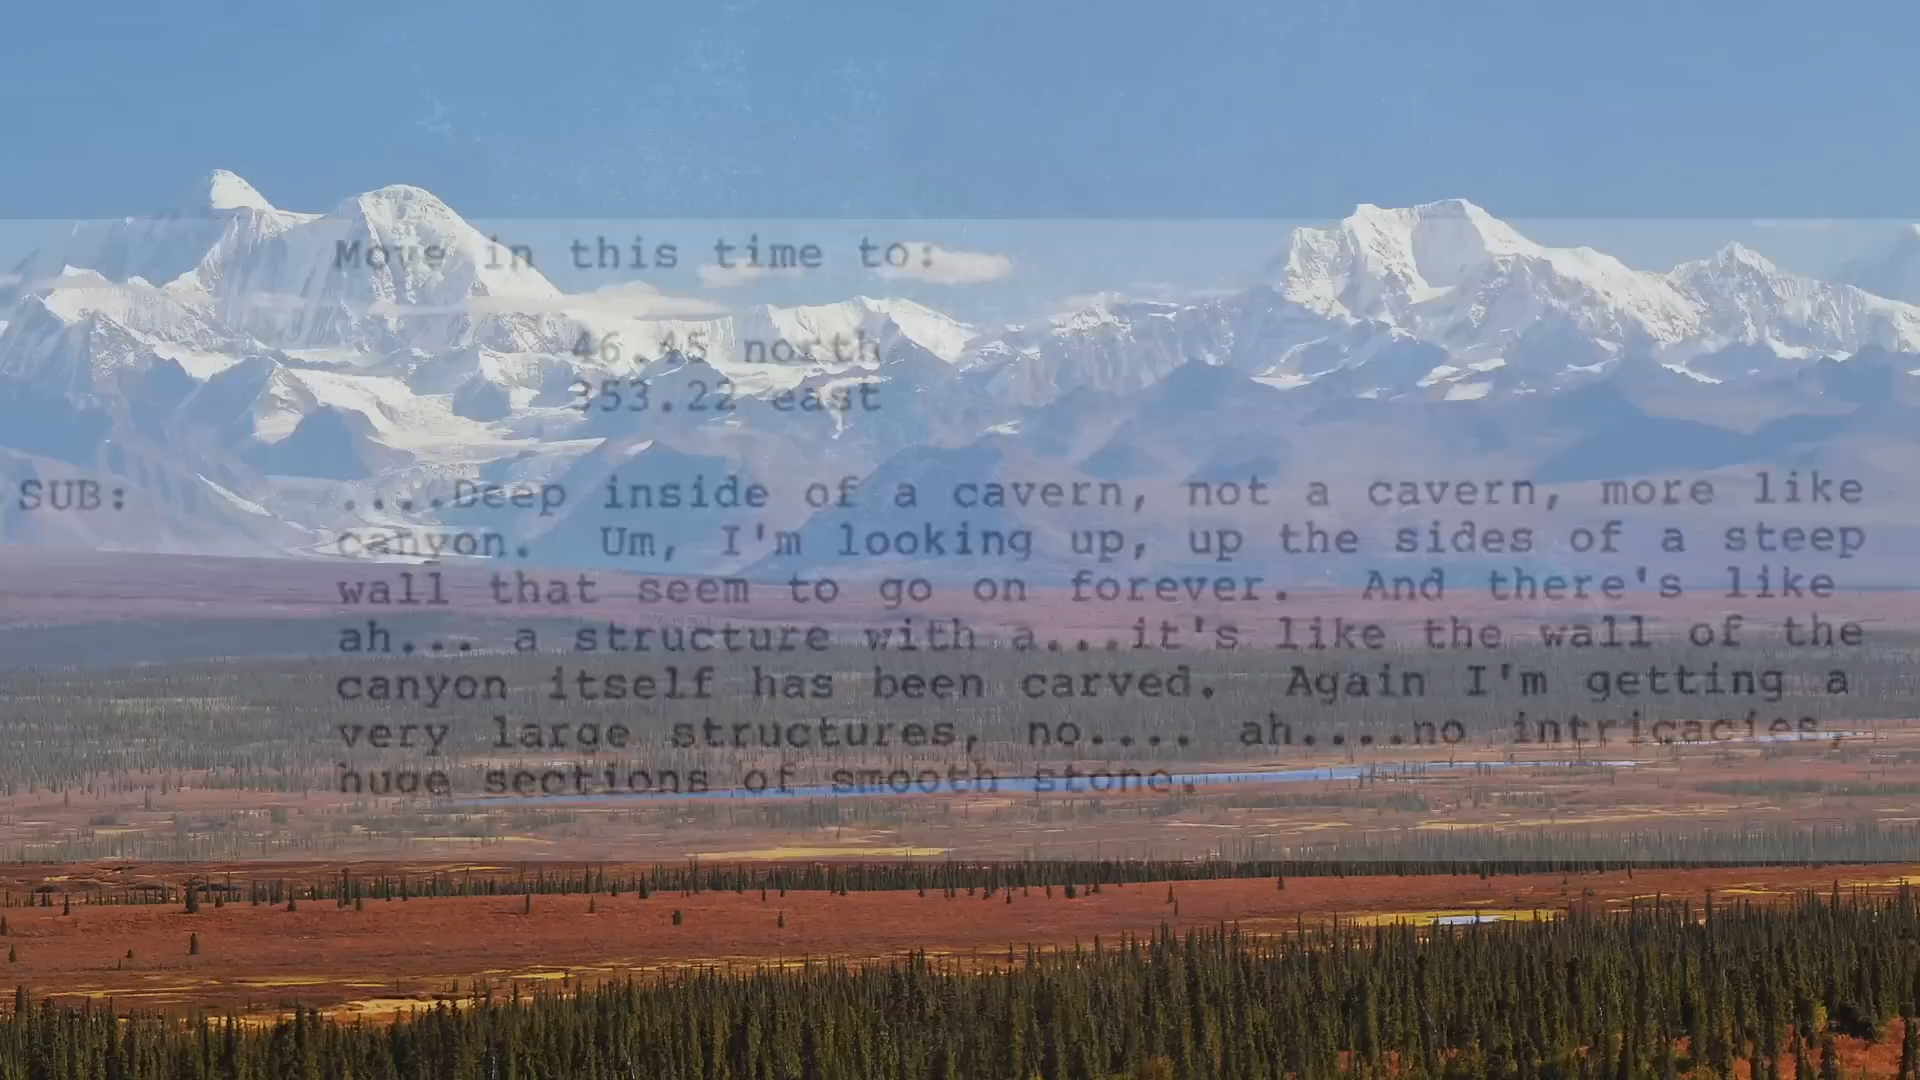 Move in this time to:
46.45 north
353.22 east
SUB: ....Deep inside of a cavern, not a cavern, more like
canyon. Um, I'm looking up, up the sides of a steep
wall that seem to go on forever. And there's like
ah... a structure with a...it's like the wall of the
canyon itself has been carved. Again I'm getting a
very large structures, no.... ah....no intricacies,
huge sections of smooth stone.